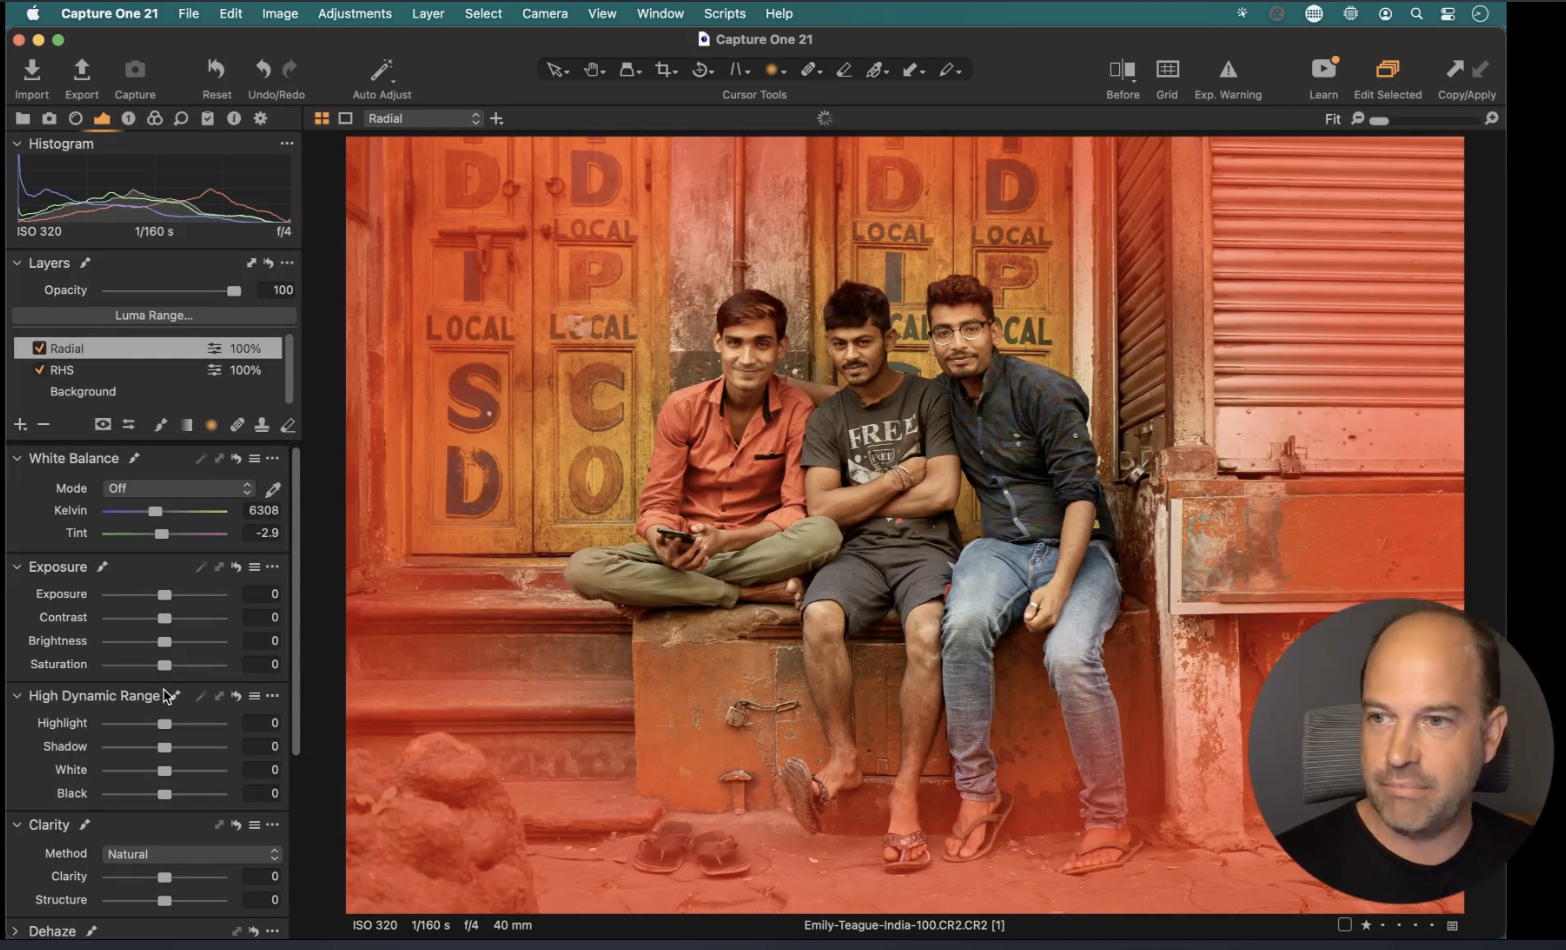 Capture One 21 File Edit Image Adjustments Layer Select Camera View Window Scripts Help
Capture One 21
Import Export Capture Reset Undo/Redo Auto Adjust Cursor Tools Before Grid Exp. Warning Learn Edit Selected Copy/Apply
Radial
Fit
Histogram
ISO 320 1/160 s f/4
Layers
Opacity 100
Luma Range...
Radial 100%
RHS 100%
Background
White Balance
Mode Off
Kelvin 6308
Tint -2.9
Exposure
Exposure 0
Contrast 0
Brightness 0
Saturation 0
High Dynamic Range
Highlight 0
Shadow 0
White 0
Black 0
Clarity
Method Natural
Clarity 0
Structure 0
Dehaze
D D D D
LOCAL LOCAL LOCAL
I P I P
LOCAL LOCAL CAL LOCAL
S C
D O
FREE
ISO 320 1/160 s f/4 40 mm
Emily-Teague-India-100.CR2.CR2 [1]